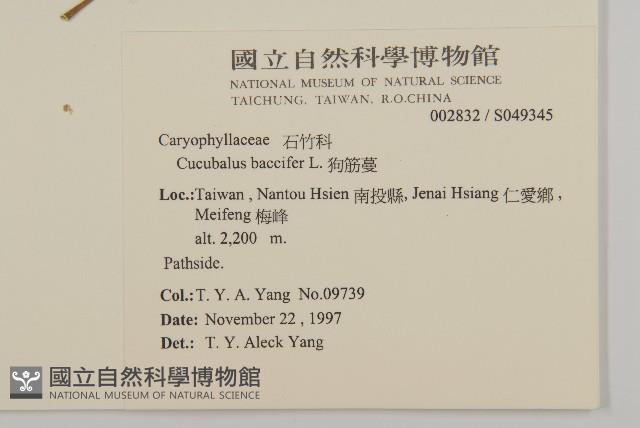 國立自然科學博物館
NATIONAL MUSEUM OF NATURAL SCIENCE
TAICHUNG, TAIWAN, R.O.CHINA
002832 / S049345
Caryophyllaceae 石竹科
Cucubalus baccifer L. 狗筋蔓
Loc.:Taiwan , Nantou Hsien 南投縣, Jenai Hsiang 仁愛鄉 ,
Meifeng 梅峰
alt. 2,200 m.
Pathside.
Col.: T. Y. A. Yang No.09739
Date: November 22 , 1997
Det.: T. Y. Aleck Yang
國立自然科學博物館
NATIONAL MUSEUM OF NATURAL SCIENCE